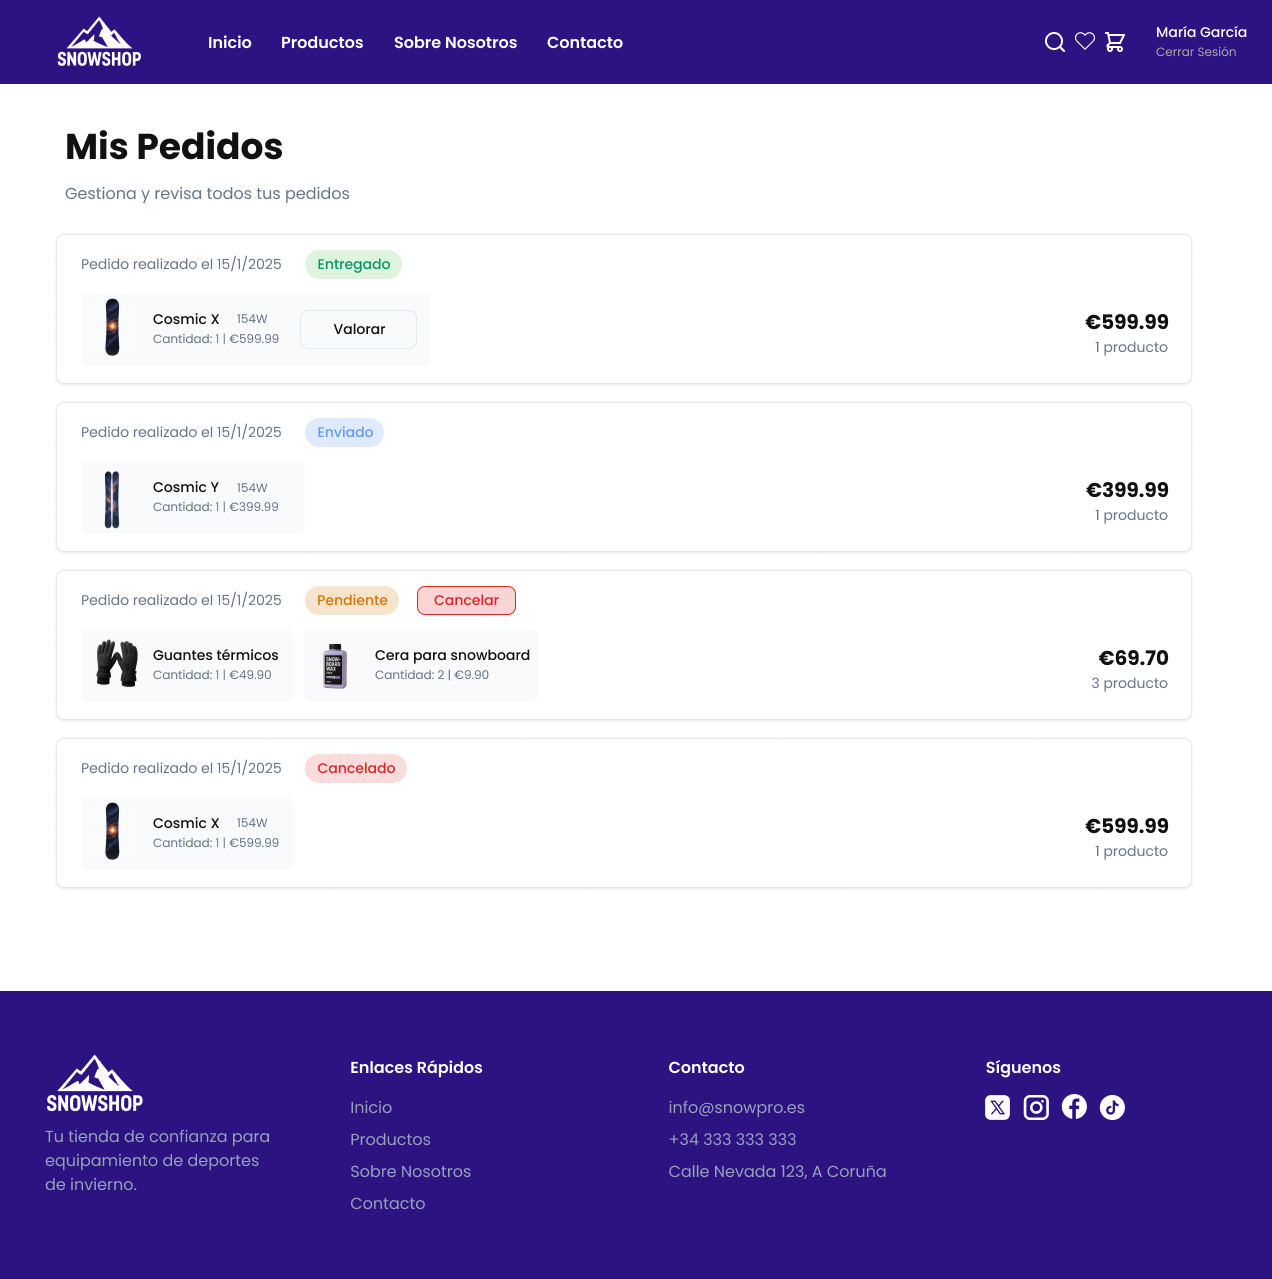 SNOWSHOP
Inicio Productos Sobre Nosotros Contacto
María García
Cerrar Sesión
Mis Pedidos
Gestiona y revisa todos tus pedidos
Pedido realizado el 15/1/2025 Entregado
Cosmic X 154W
Cantidad: 1 | €599.99
Valorar
€599.99
1 producto
Pedido realizado el 15/1/2025 Enviado
Cosmic Y 154W
Cantidad: 1 | €399.99
€399.99
1 producto
Pedido realizado el 15/1/2025 Pendiente Cancelar
Guantes térmicos
Cantidad: 1 | €49.90
SNOW-
BOARD
WAX
Cera para snowboard
Cantidad: 2 | €9.90
€69.70
3 producto
Pedido realizado el 15/1/2025 Cancelado
Cosmic X 154W
Cantidad: 1 | €599.99
€599.99
1 producto
SNOWSHOP
Tu tienda de confianza para
equipamiento de deportes
de invierno.
Enlaces Rápidos
Inicio
Productos
Sobre Nosotros
Contacto
Contacto
info@snowpro.es
+34 333 333 333
Calle Nevada 123, A Coruña
Síguenos